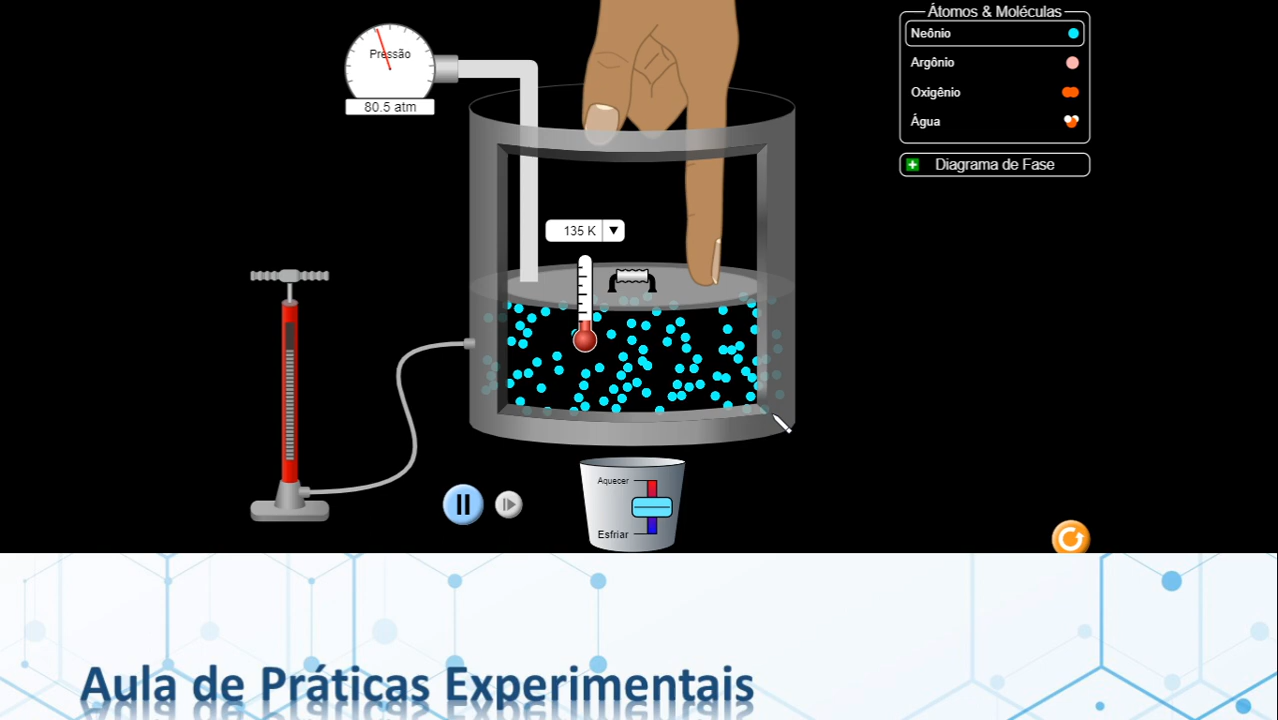 Pressão
80.5 atm
Átomos & Moléculas
Neônio
Argônio
Oxigênio
Água
Diagrama de Fase
135 K
Aquecer
Esfriar
Aula de Práticas Experimentais